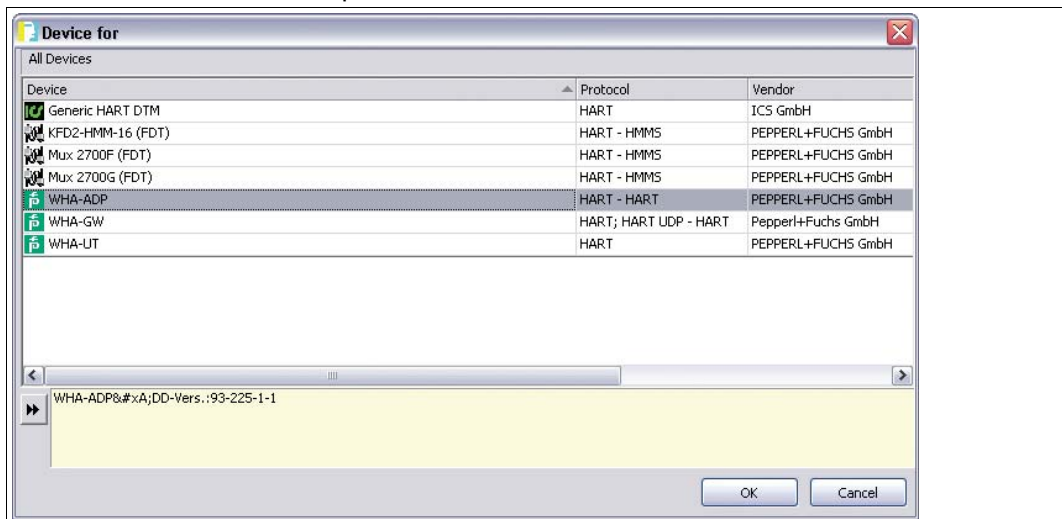 Device for
All Devices
Device Protocol Vendor
Generic HART DTM HART ICS GmbH
KFD2-HMM-16 (FDT) HART - HMMS PEPPERL+FUCHS GmbH
Mux 2700F (FDT) HART - HMMS PEPPERL+FUCHS GmbH
Mux 2700G (FDT) HART - HMMS PEPPERL+FUCHS GmbH
WHA-ADP HART - HART PEPPERL+FUCHS GmbH
WHA-GW HART; HART UDP - HART Pepperl+Fuchs GmbH
WHA-UT HART PEPPERL+FUCHS GmbH
WHA-ADP&#xA;DD-Vers.:93-225-1-1
OK Cancel